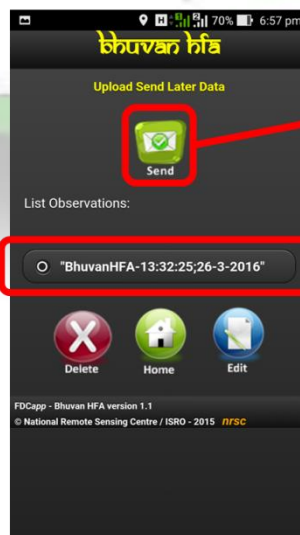 H 70% 6:57 pm
bhuvan hfa
Upload Send Later Data
Send
List Observations:
"BhuvanHFA-13:32:25;26-3-2016"
Delete Home Edit
FDCapp - Bhuvan HFA version 1.1
© National Remote Sensing Centre / ISRO - 2015 nrsc